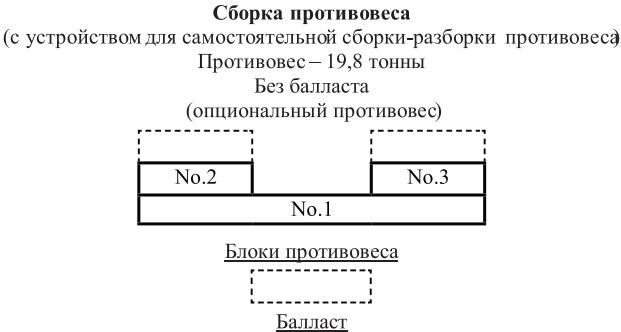 Сборка противовеса
(с устройством для самостоятельной сборки-разборки противовеса)
Противовес – 19,8 тонны
Без балласта
(опциональный противовес)
No.2 No.3
No.1
Блоки противовеса
Балласт